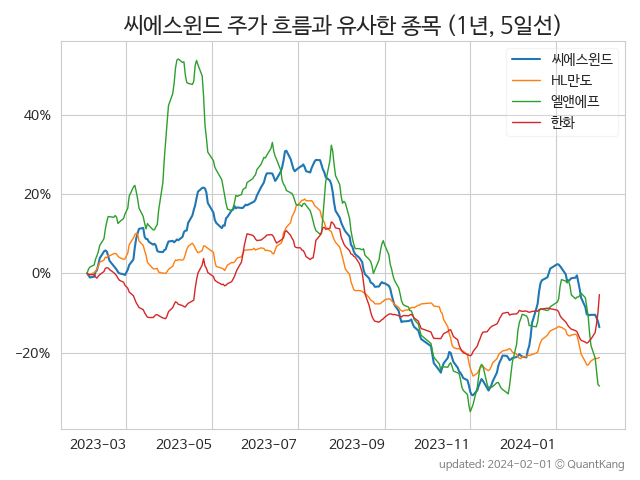 씨에스윈드 주가 흐름과 유사한 종목 (1년, 5일선)
씨에스윈드
HL만도
엘앤에프
한화
40%
20%
0%
−20%
2023−03 2023−05 2023−07 2023−09 2023−11 2024−01
updated: 2024-02-01 © QuantKang